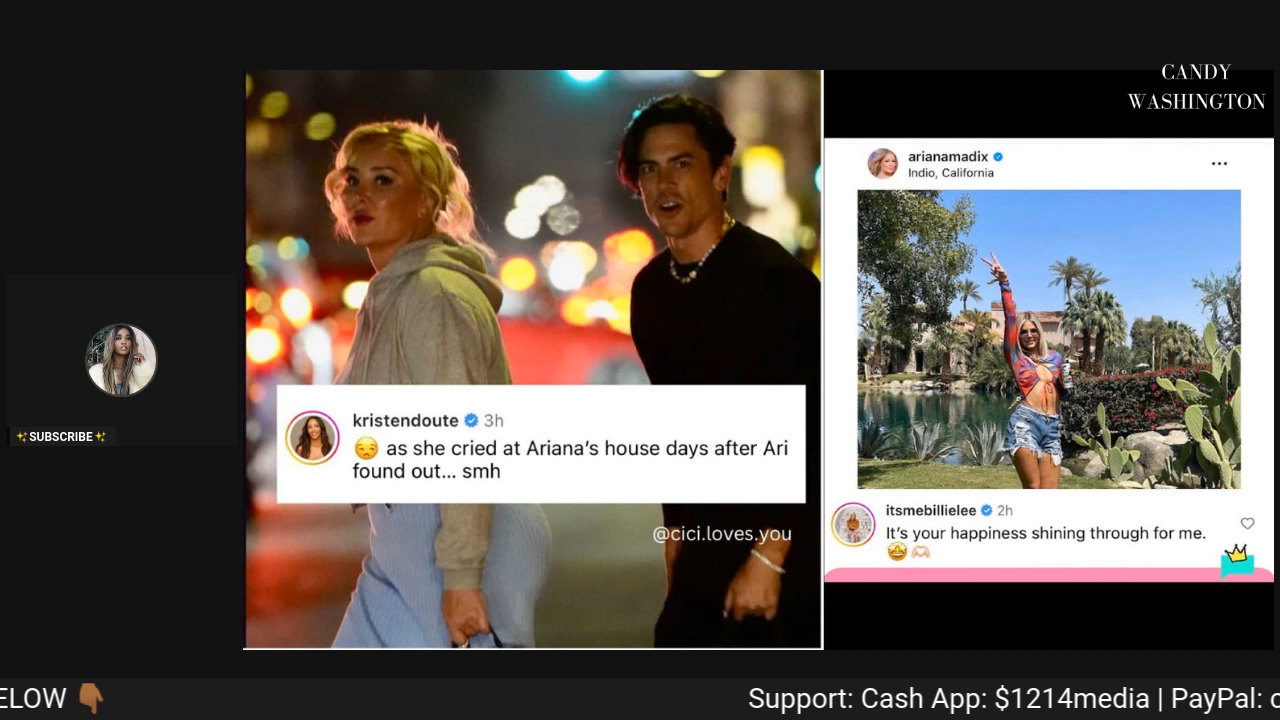 CANDY
WASHINGTON
✨SUBSCRIBE✨
kristendoute 3h
😒 as she cried at Ariana’s house days after Ari
found out... smh
@cici.loves.you
arianamadix
Indio, California
...
itsmebillielee 2h
It's your happiness shining through for me.
🤩 🫶🏻
ELOW 👇🏾
Support: Cash App: $1214media | PayPal: c